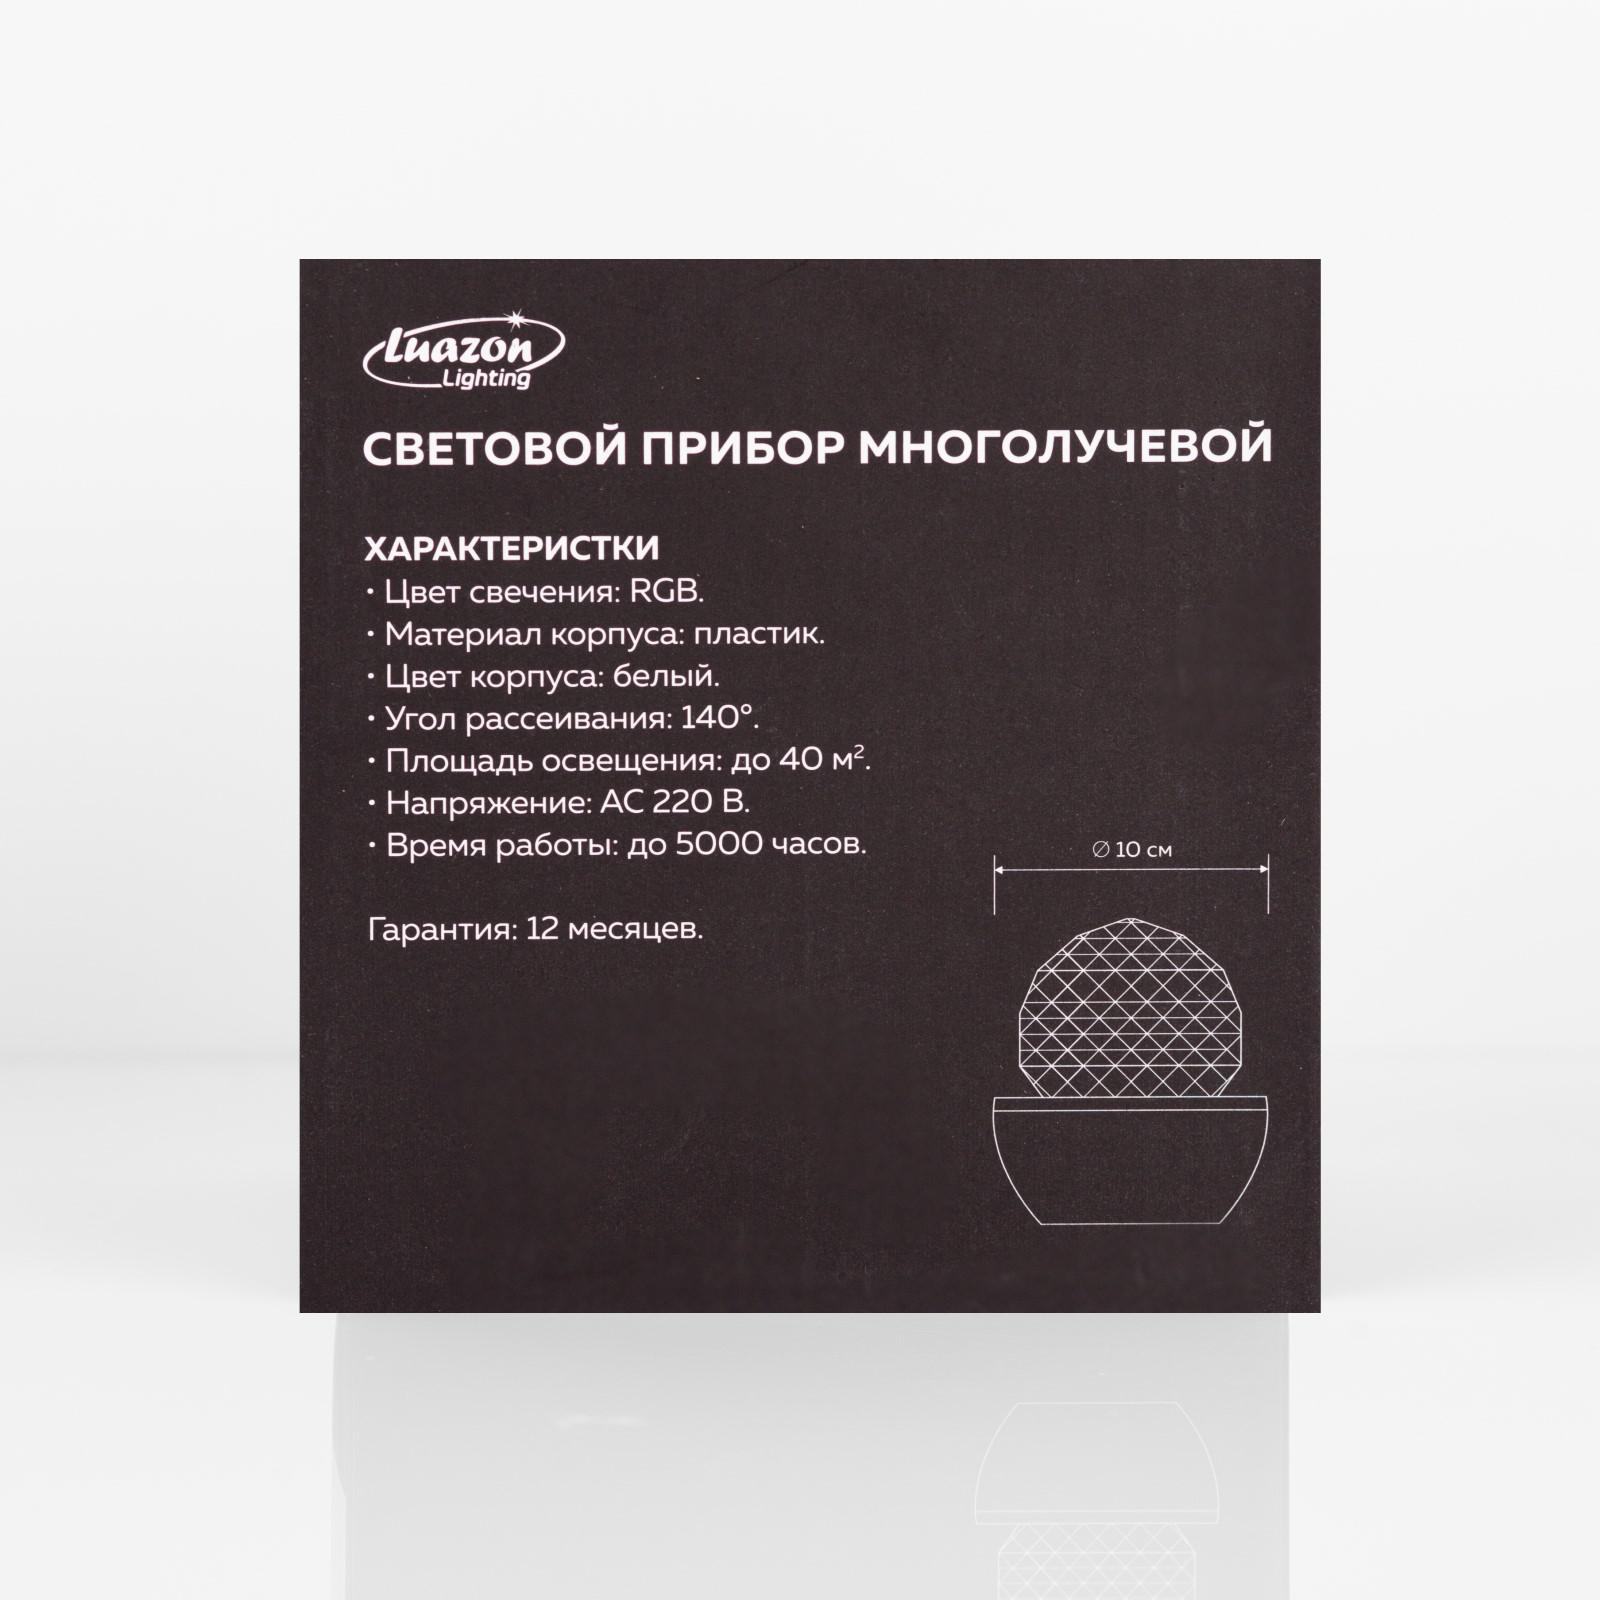 Luazon
Lighting
СВЕТОВОЙ ПРИБОР МНОГОЛУЧЕВОЙ
ХАРАКТЕРИСТКИ
• Цвет свечения: RGB.
• Материал корпуса: пластик.
• Цвет корпуса: белый.
• Угол рассеивания: 140°.
• Площадь освещения: до 40 м².
• Напряжение: AC 220 В.
• Время работы: до 5000 часов.
Гарантия: 12 месяцев.
∅ 10 см